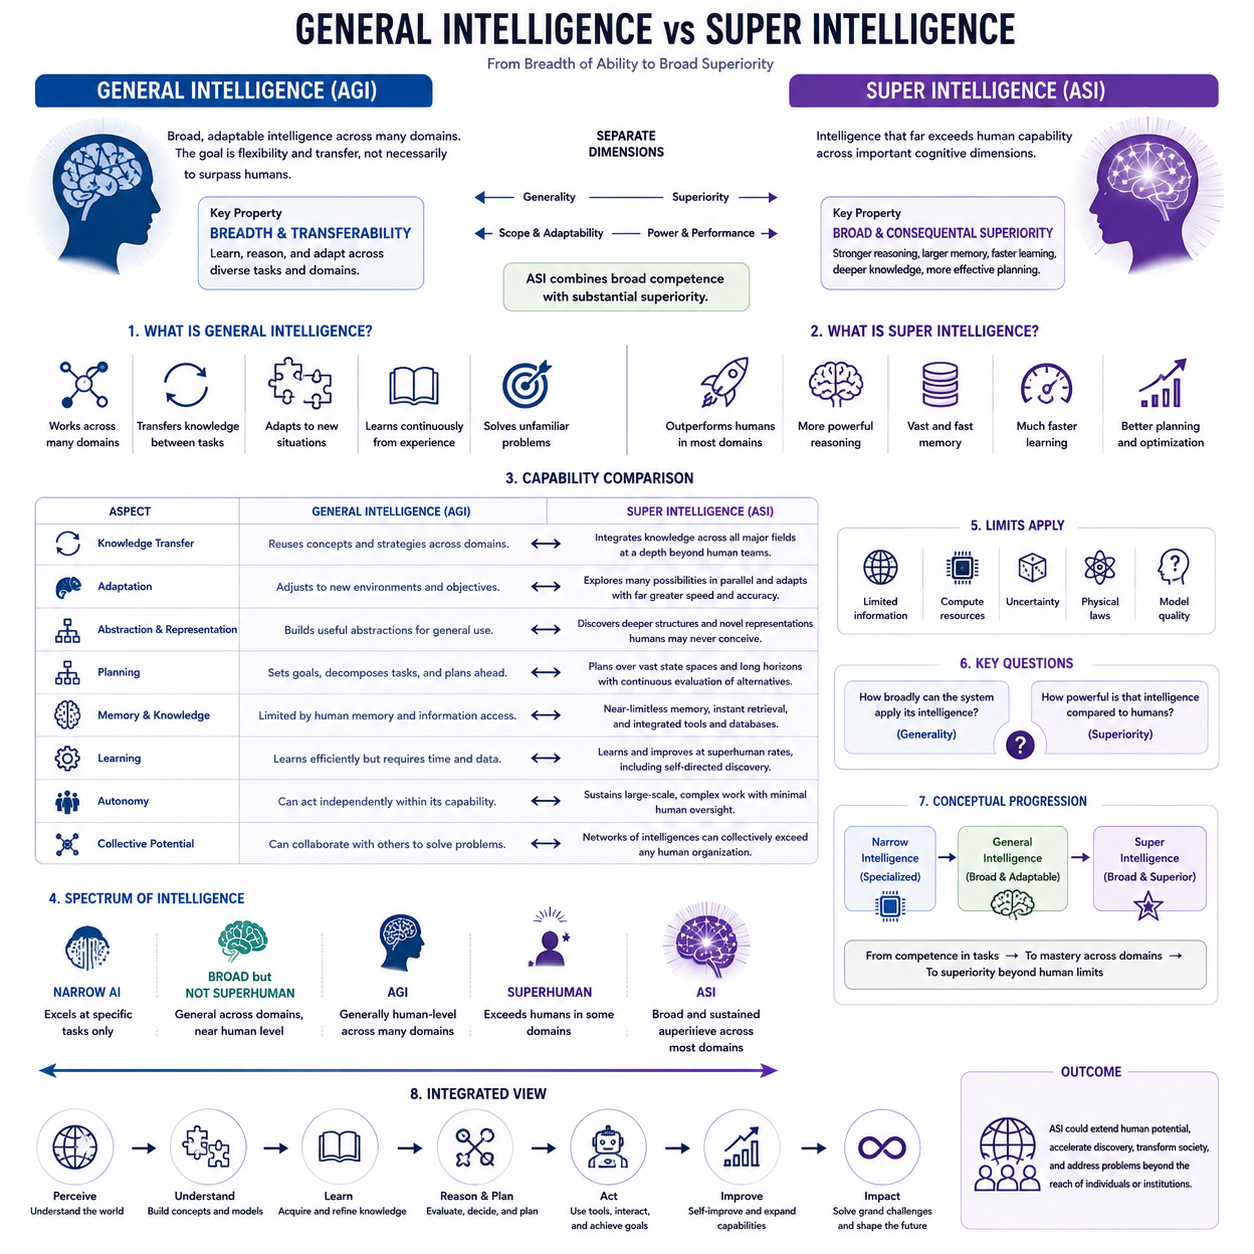 GENERAL INTELLIGENCE vs SUPER INTELLIGENCE
From Breadth of Ability to Broad Superiority
GENERAL INTELLIGENCE (AGI)
Broad, adaptable intelligence across many domains.
The goal is flexibility and transfer, not necessarily
to surpass humans.
Key Property
BREADTH & TRANSFERABILITY
Learn, reason, and adapt across
diverse tasks and domains.
SEPARATE
DIMENSIONS
Generality Superiority
Scope & Adaptability Power & Performance
ASI combines broad competence
with substantial superiority.
SUPER INTELLIGENCE (ASI)
Intelligence that far exceeds human capability
across important cognitive dimensions.
Key Property
BROAD & CONSEQUENTAL SUPERIORITY
Stronger reasoning, larger memory, faster learning,
deeper knowledge, more effective planning.
1. WHAT IS GENERAL INTELLIGENCE?
Works across
many domains
Transfers knowledge
between tasks
Adapts to new
situations
Learns continuously
from experience
Solves unfamiliar
problems
2. WHAT IS SUPER INTELLIGENCE?
Outperforms humans
in most domains
More powerful
reasoning
Vast and fast
memory
Much faster
learning
Better planning
and optimization
3. CAPABILITY COMPARISON
ASPECT GENERAL INTELLIGENCE (AGI) SUPER INTELLIGENCE (ASI)
Knowledge Transfer
Reuses concepts and strategies across domains.
Integrates knowledge across all major fields
at a depth beyond human teams.
Adaptation
Adjusts to new environments and objectives.
Explores many possibilities in parallel and adapts
with far greater speed and accuracy.
Abstraction & Representation
Builds useful abstractions for general use.
Discovers deeper structures and novel representations
humans may never conceive.
Planning
Sets goals, decomposes tasks, and plans ahead.
Plans over vast state spaces and long horizons
with continuous evaluation of alternatives.
Memory & Knowledge
Limited by human memory and information access.
Near-limitless memory, instant retrieval,
and integrated tools and databases.
Learning
Learns efficiently but requires time and data.
Learns and improves at superhuman rates,
including self-directed discovery.
Autonomy
Can act independently within its capability.
Sustains large-scale, complex work with minimal
human oversight.
Collective Potential
Can collaborate with others to solve problems.
Networks of intelligences can collectively exceed
any human organization.
5. LIMITS APPLY
Limited
information
Compute
resources
Uncertainty
Physical
laws
Model
quality
6. KEY QUESTIONS
How broadly can the system
apply its intelligence?
(Generality)
?
How powerful is that intelligence
compared to humans?
(Superiority)
7. CONCEPTUAL PROGRESSION
Narrow
Intelligence
(Specialized)
General
Intelligence
(Broad & Adaptable)
Super
Intelligence
(Broad & Superior)
From competence in tasks → To mastery across domains →
To superiority beyond human limits
4. SPECTRUM OF INTELLIGENCE
NARROW AI
Excels at specific
tasks only
BROAD but
NOT SUPERHUMAN
General across domains,
near human level
AGI
Generally human-level
across many domains
SUPERHUMAN
Exceeds humans in some
domains
ASI
Broad and sustained
auperitieve across
most domains
8. INTEGRATED VIEW
Perceive
Understand the world
Understand
Build concepts and models
Learn
Acquire and refine knowledge
Reason & Plan
Evaluate, decide, and plan
Act
Use tools, interact,
and achieve goals
Improve
Self-improve and expand
capabilities
Impact
Solve grand challenges
and shape the future
OUTCOME
ASI could extend human potential,
accelerate discovery, transform society,
and address problems beyond the
reach of individuals or institutions.